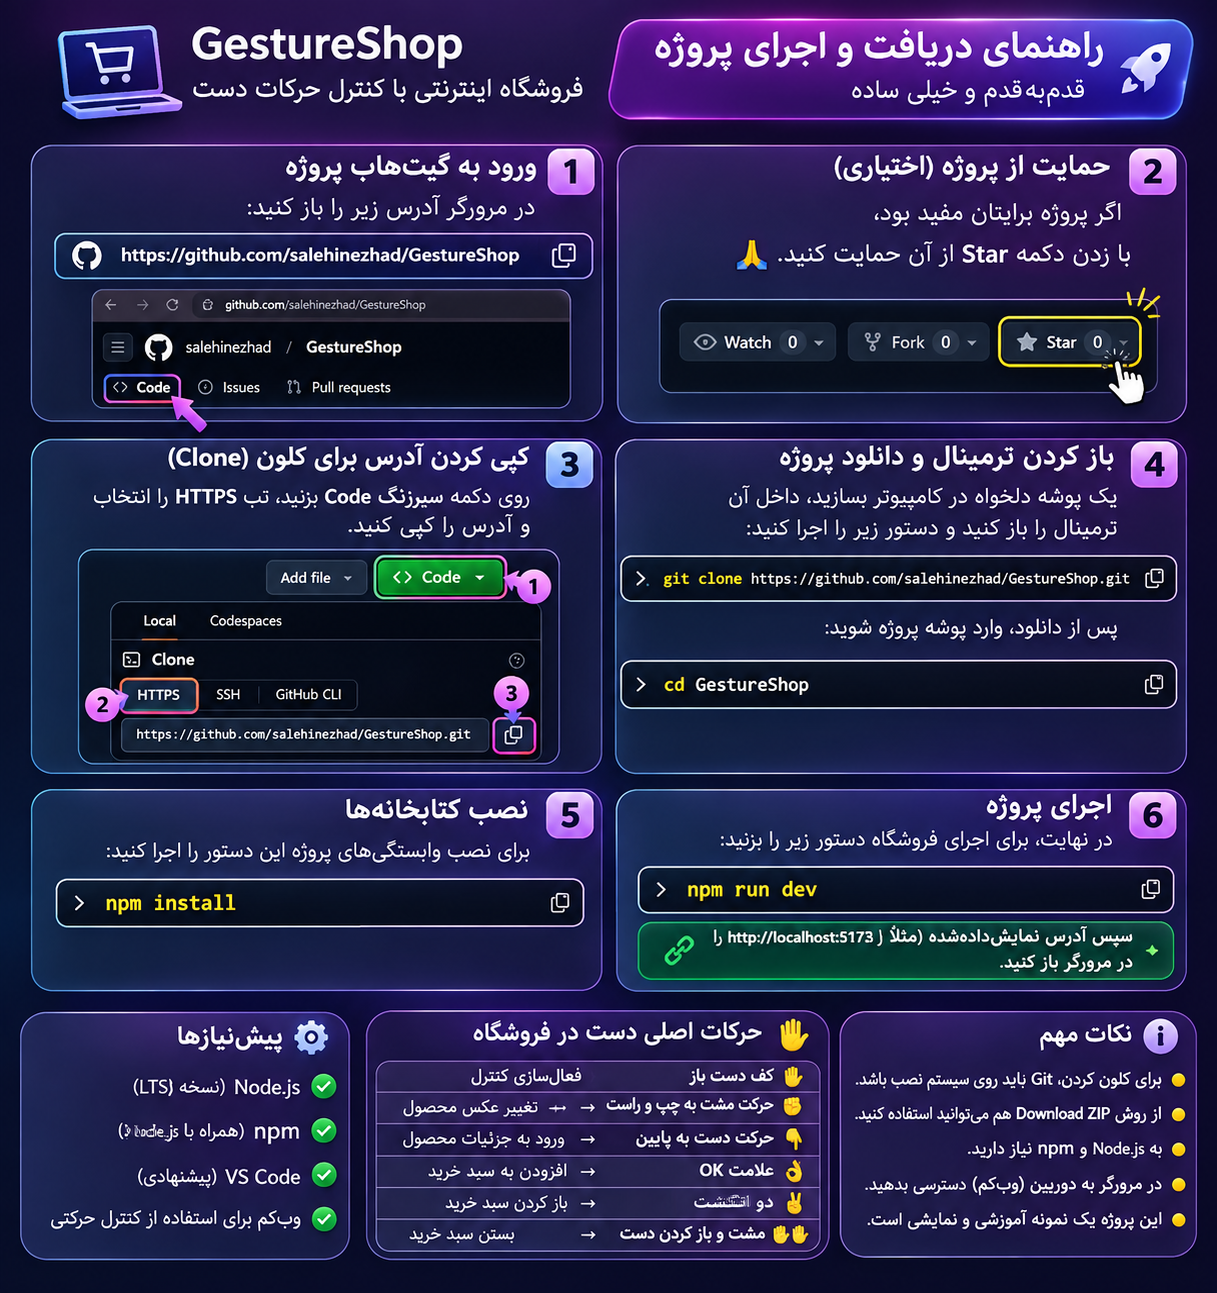 GestureShop
فروشگاه اینترنتی با کنترل حرکات دست
راهنمای دریافت و اجرای پروژه
قدم‌به‌قدم و خیلی ساده
1
ورود به گیت‌هاب پروژه
در مرورگر آدرس زیر را باز کنید:
https://github.com/salehinezhad/GestureShop
github.com/salehinezhad/GestureShop
salehinezhad / GestureShop
<> Code Issues Pull requests
2
حمایت از پروژه (اختیاری)
اگر پروژه برایتان مفید بود،
با زدن دکمه Star از آن حمایت کنید. 🙏
Watch 0 Fork 0 Star 0
3
کپی کردن آدرس برای کلون (Clone)
روی دکمه سیزرنگ Code بزنید، تب HTTPS را انتخاب
و آدرس را کپی کنید.
Add file <> Code 1
Local Codespaces
Clone
2 HTTPS SSH GitHub CLI 3
https://github.com/salehinezhad/GestureShop.git
4
باز کردن ترمینال و دانلود پروژه
یک پوشه دلخواه در کامپیوتر بسازید، داخل آن
ترمینال را باز کنید و دستور زیر را اجرا کنید:
git clone https://github.com/salehinezhad/GestureShop.git
پس از دانلود، وارد پوشه پروژه شوید:
> cd GestureShop
5
نصب کتابخانه‌ها
برای نصب وابستگی‌های پروژه این دستور را اجرا کنید:
> npm install
6
اجرای پروژه
در نهایت، برای اجرای فروشگاه دستور زیر را بزنید:
> npm run dev
سپس آدرس نمایش‌داده‌شده (مثلاً http://localhost:5173 را
در مرورگر باز کنید.
پیش‌نیازها
Node.js (نسخه LTS)
npm (همراه با
VS Code (پیشنهادی)
وب‌کم برای استفاده از کنترل حرکتی
حرکات اصلی دست در فروشگاه
کف دست باز فعال‌سازی کنترل
حرکت مشت به چپ و راست → تغییر عکس محصول
حرکت دست به پایین → ورود به جزئیات محصول
علامت OK → افزودن به سبد خرید
دو → باز کردن سبد خرید
مشت و باز کردن دست → بستن سبد خرید
نکات مهم
برای کلون کردن، Git باید روی سیستم نصب باشد.
از روش Download ZIP هم می‌توانید استفاده کنید.
به Node.js و npm نیاز دارید.
در مرورگر به دوربین (وب‌کم) دسترسی بدهید.
این پروژه یک نمونه آموزشی و نمایشی است.